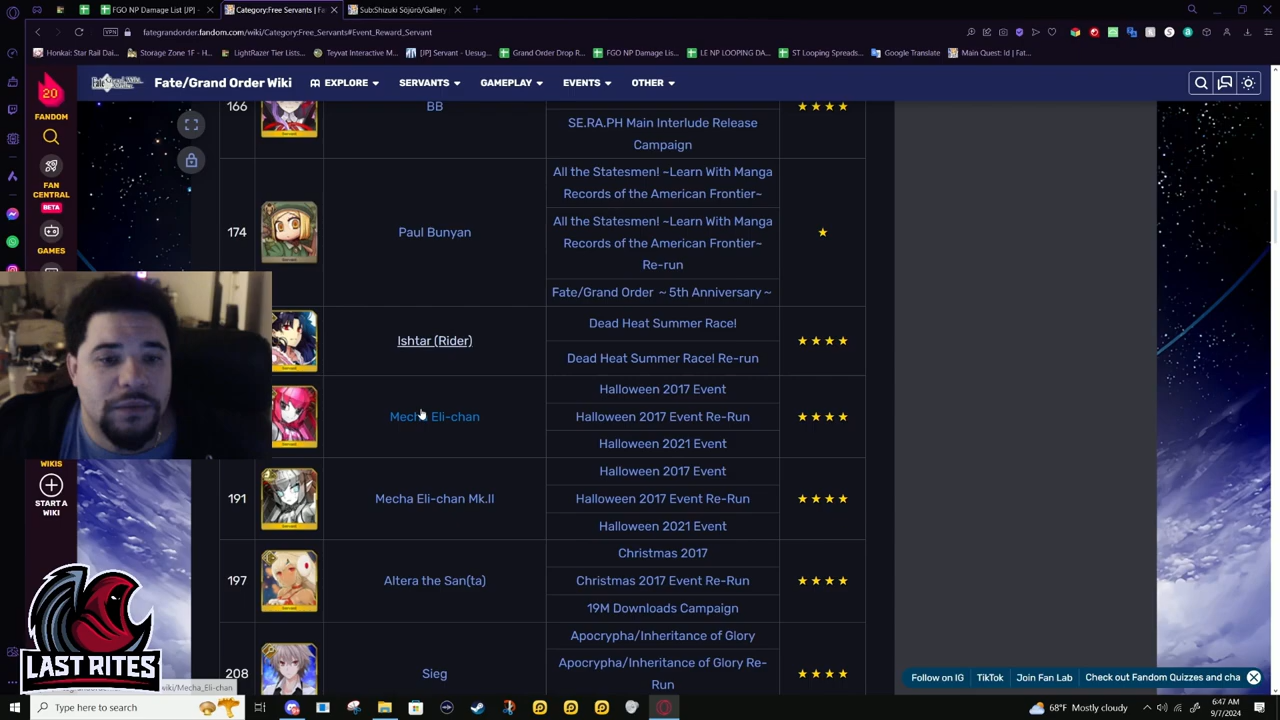 FGO NP Damage List [JP] -
Category:Free Servants | Fa
Sub:Shizuki Sōjūrō/Gallery
VPN
fategrandorder.fandom.com/wiki/Category:Free_Servants#Event_Reward_Servant
Honkai: Star Rail Dai...
Storage Zone 1F - H...
LightRazer Tier Lists...
Teyvat Interactive M...
[JP] Servant - Uesug...
Grand Order Drop R...
FGO NP Damage Lis...
LE NP LOOPING DA...
ST Looping Spreads...
Google Translate
Main Quest: Id | Fat...
20
Fate/Grand Order Wiki
EXPLORE
SERVANTS
GAMEPLAY
EVENTS
OTHER
FANDOM
FAN
CENTRAL
BETA
GAMES
WIKIS
START A
WIKI
166
BB
SE.RA.PH Main Interlude Release
Campaign
★★★★
174
Paul Bunyan
All the Statesmen! ~Learn With Manga
Records of the American Frontier~
All the Statesmen! ~Learn With Manga
Records of the American Frontier~
Re-run
Fate/Grand Order ~5th Anniversary~
★
Servant
Ishtar (Rider)
Dead Heat Summer Race!
Dead Heat Summer Race! Re-run
★★★★
Mecha Eli-chan
Halloween 2017 Event
Halloween 2017 Event Re-Run
Halloween 2021 Event
★★★★
191
Mecha Eli-chan Mk.II
Halloween 2017 Event
Halloween 2017 Event Re-Run
Halloween 2021 Event
★★★★
197
Altera the San(ta)
Christmas 2017
Christmas 2017 Event Re-Run
19M Downloads Campaign
★★★★
208
Sieg
Apocrypha/Inheritance of Glory
Apocrypha/Inheritance of Glory Re-
run
★★★★
LAST RITES
wiki/Mecha_Eli-chan
Follow on IG
TikTok
Join Fan Lab
Check out Fandom Quizzes and cha
Type here to search
68°F Mostly cloudy
6:47 AM
9/7/2024